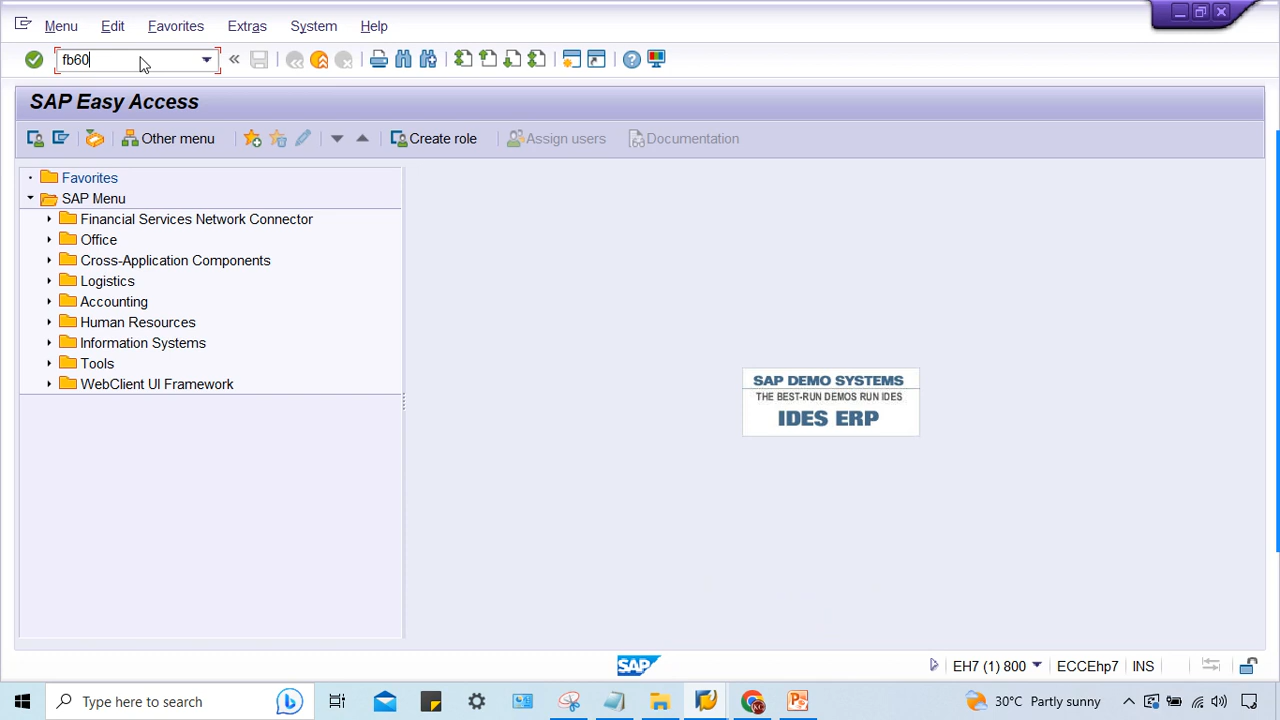 Menu Edit Favorites Extras System Help
fb60
SAP Easy Access
Other menu Create role Assign users Documentation
Favorites
SAP Menu
Financial Services Network Connector
Office
Cross-Application Components
Logistics
Accounting
Human Resources
Information Systems
Tools
WebClient UI Framework
SAP DEMO SYSTEMS
THE BEST-RUN DEMOS RUN IDES
IDES ERP
SAP EH7 (1) 800 ECCEhp7 INS
Type here to search 30°C Partly sunny